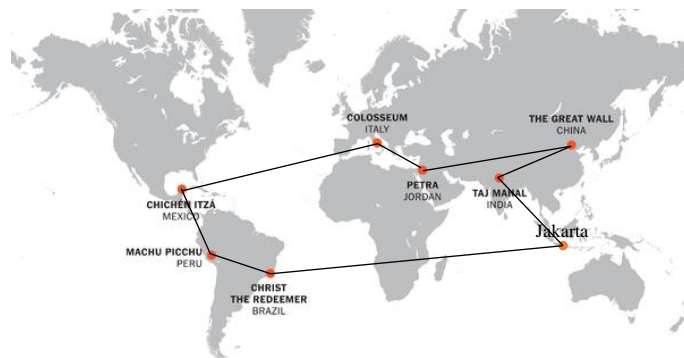 COLOSSEUM
ITALY
THE GREAT WALL
CHINA
PETRA
JORDAN
TAJ MAHAL
INDIA
CHICHÉN ITZÁ
MEXICO
Jakarta
MACHU PICCHU
PERU
CHRIST
THE REDEEMER
BRAZIL